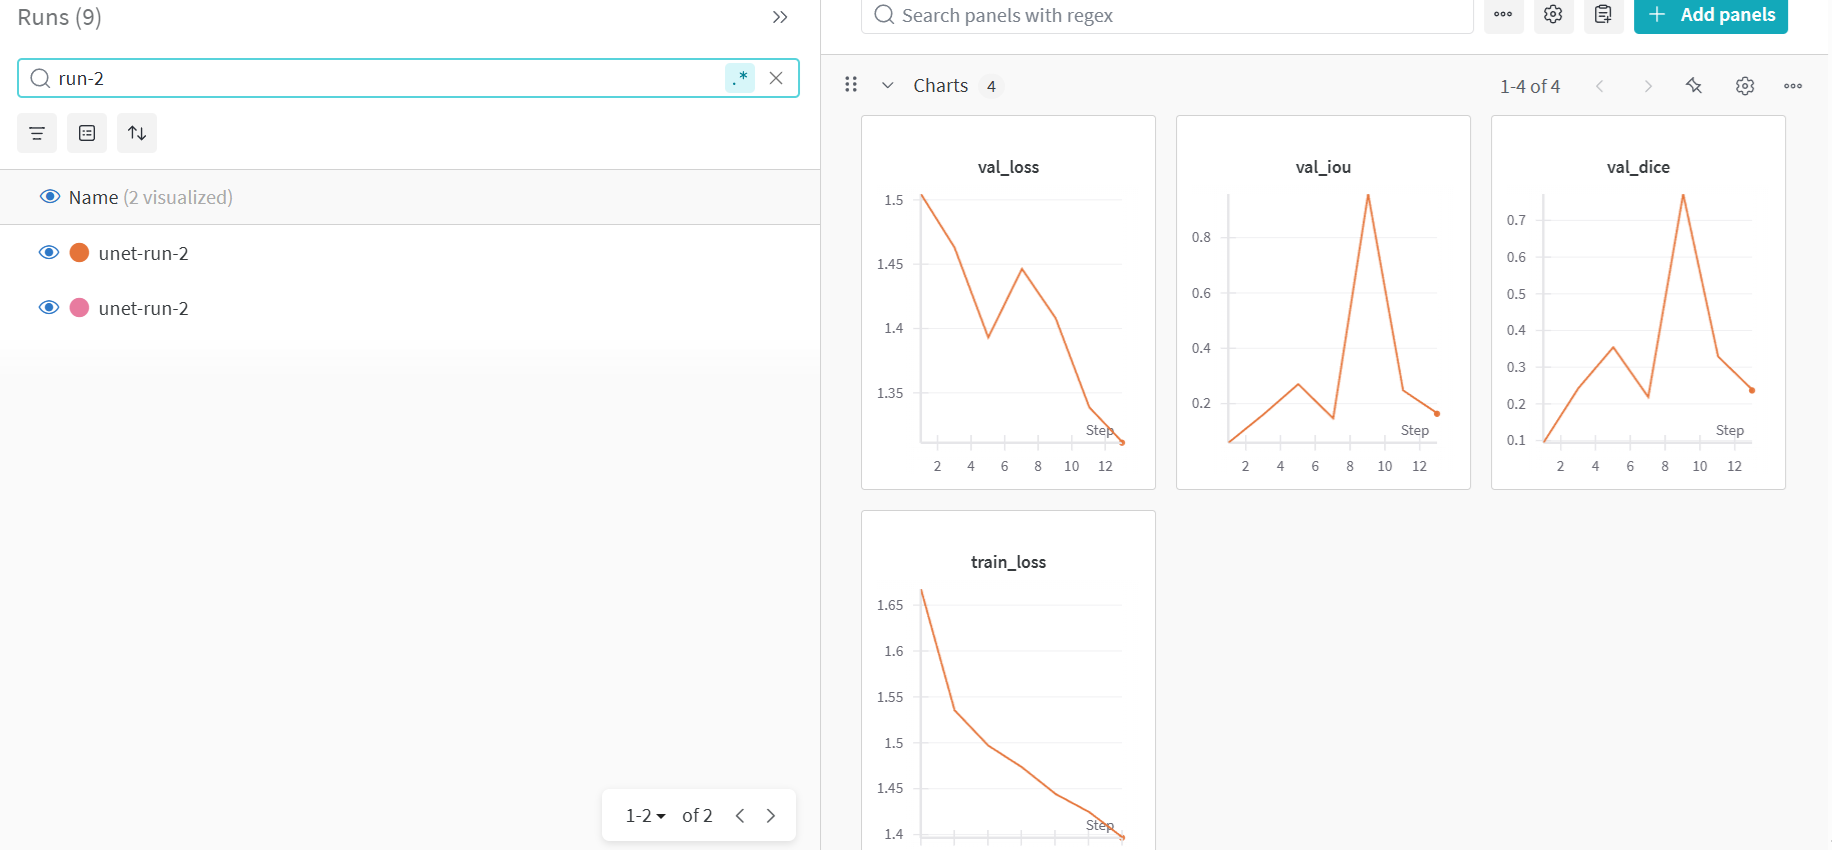 Runs (9)
run-2
.*
Name (2 visualized)
unet-run-2
unet-run-2
1-2 of 2
Search panels with regex
Add panels
Charts 4
1-4 of 4
val_loss
1.5
1.45
1.4
1.35
Step
2 4 6 8 10 12
val_iou
0.8
0.6
0.4
0.2
Step
2 4 6 8 10 12
val_dice
0.7
0.6
0.5
0.4
0.3
0.2
0.1
Step
2 4 6 8 10 12
train_loss
1.65
1.6
1.55
1.5
1.45
1.4
Step